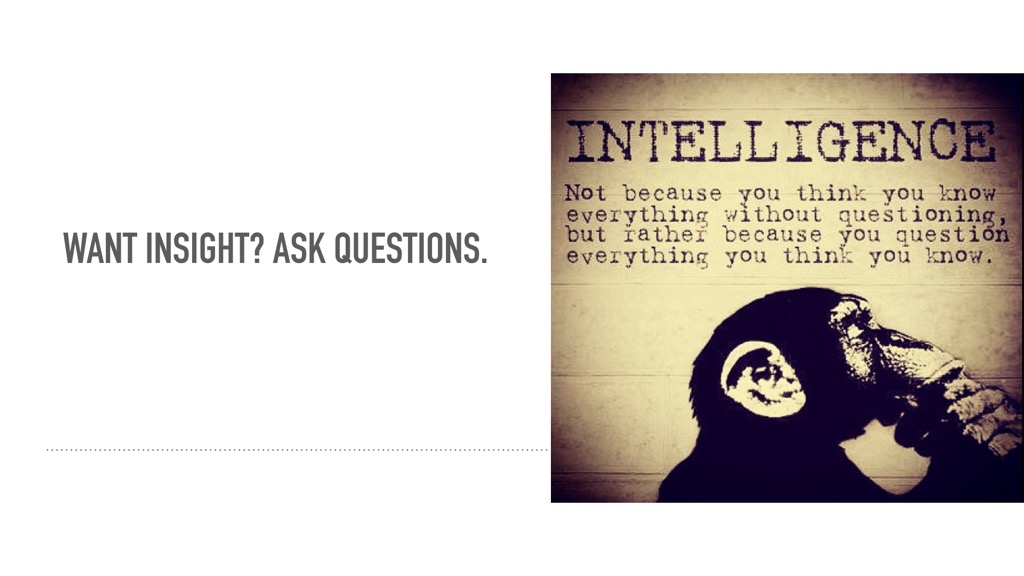 WANT INSIGHT? ASK QUESTIONS.
INTELLIGENCE
Not because you think you know
everything without questioning,
but rather because you question
everything you think you know.